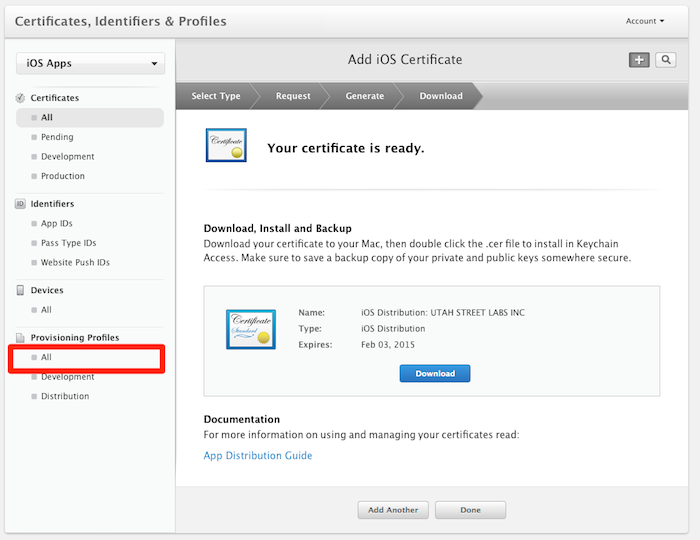 Certificates, Identifiers & Profiles
Account
iOS Apps
Add iOS Certificate
Certificates
All
Pending
Development
Production
ID
Identifiers
App IDs
Pass Type IDs
Website Push IDs
Devices
All
Provisioning Profiles
All
Development
Distribution
Select Type
Request
Generate
Download
Certificate
Your certificate is ready.
Download, Install and Backup
Download your certificate to your Mac, then double click the .cer file to install in Keychain
Access. Make sure to save a backup copy of your private and public keys somewhere secure.
Certificate
Standard
Name: iOS Distribution: UTAH STREET LABS INC
Type: iOS Distribution
Expires: Feb 03, 2015
Download
Documentation
For more information on using and managing your certificates read:
App Distribution Guide
Add Another
Done